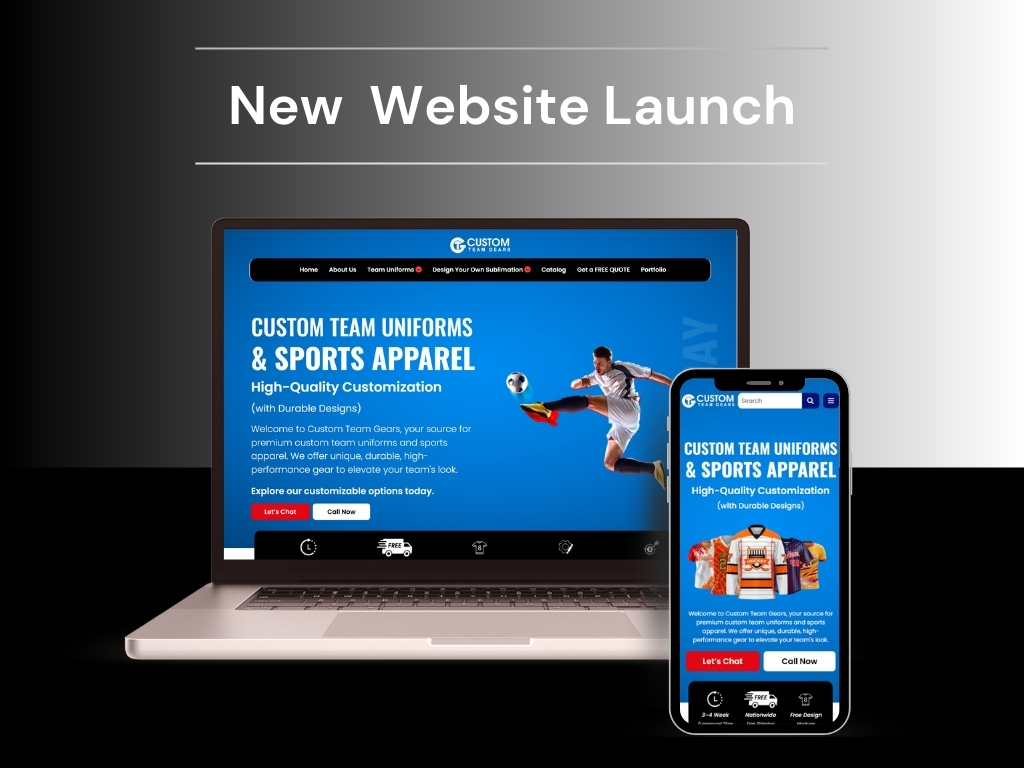 New Website Launch
CUSTOM
TEAM GEARS
Home About Us Team Uniforms Design Your Own Sublimation Catalog Get a FREE QUOTE Portfolio
CUSTOM TEAM UNIFORMS
& SPORTS APPAREL
High-Quality Customization
(with Durable Designs)
Welcome to Custom Team Gears, your source for
premium custom team uniforms and sports
apparel. We offer unique, durable, high-
performance gear to elevate your team's look.
Explore our customizable options today.
Let's Chat Call Now
FREE
8
AY
CUSTOM
TEAM GEARS
Search
CUSTOM TEAM UNIFORMS
& SPORTS APPAREL
High-Quality Customization
(with Durable Designs)
Welcome to Custom Team Gears, your source for
premium custom team uniforms and sports
apparel. We offer unique, durable, high-
performance gear to elevate your team's look.
Let's Chat Call Now
FREE
8
3-4 Week Nationwide Free Design